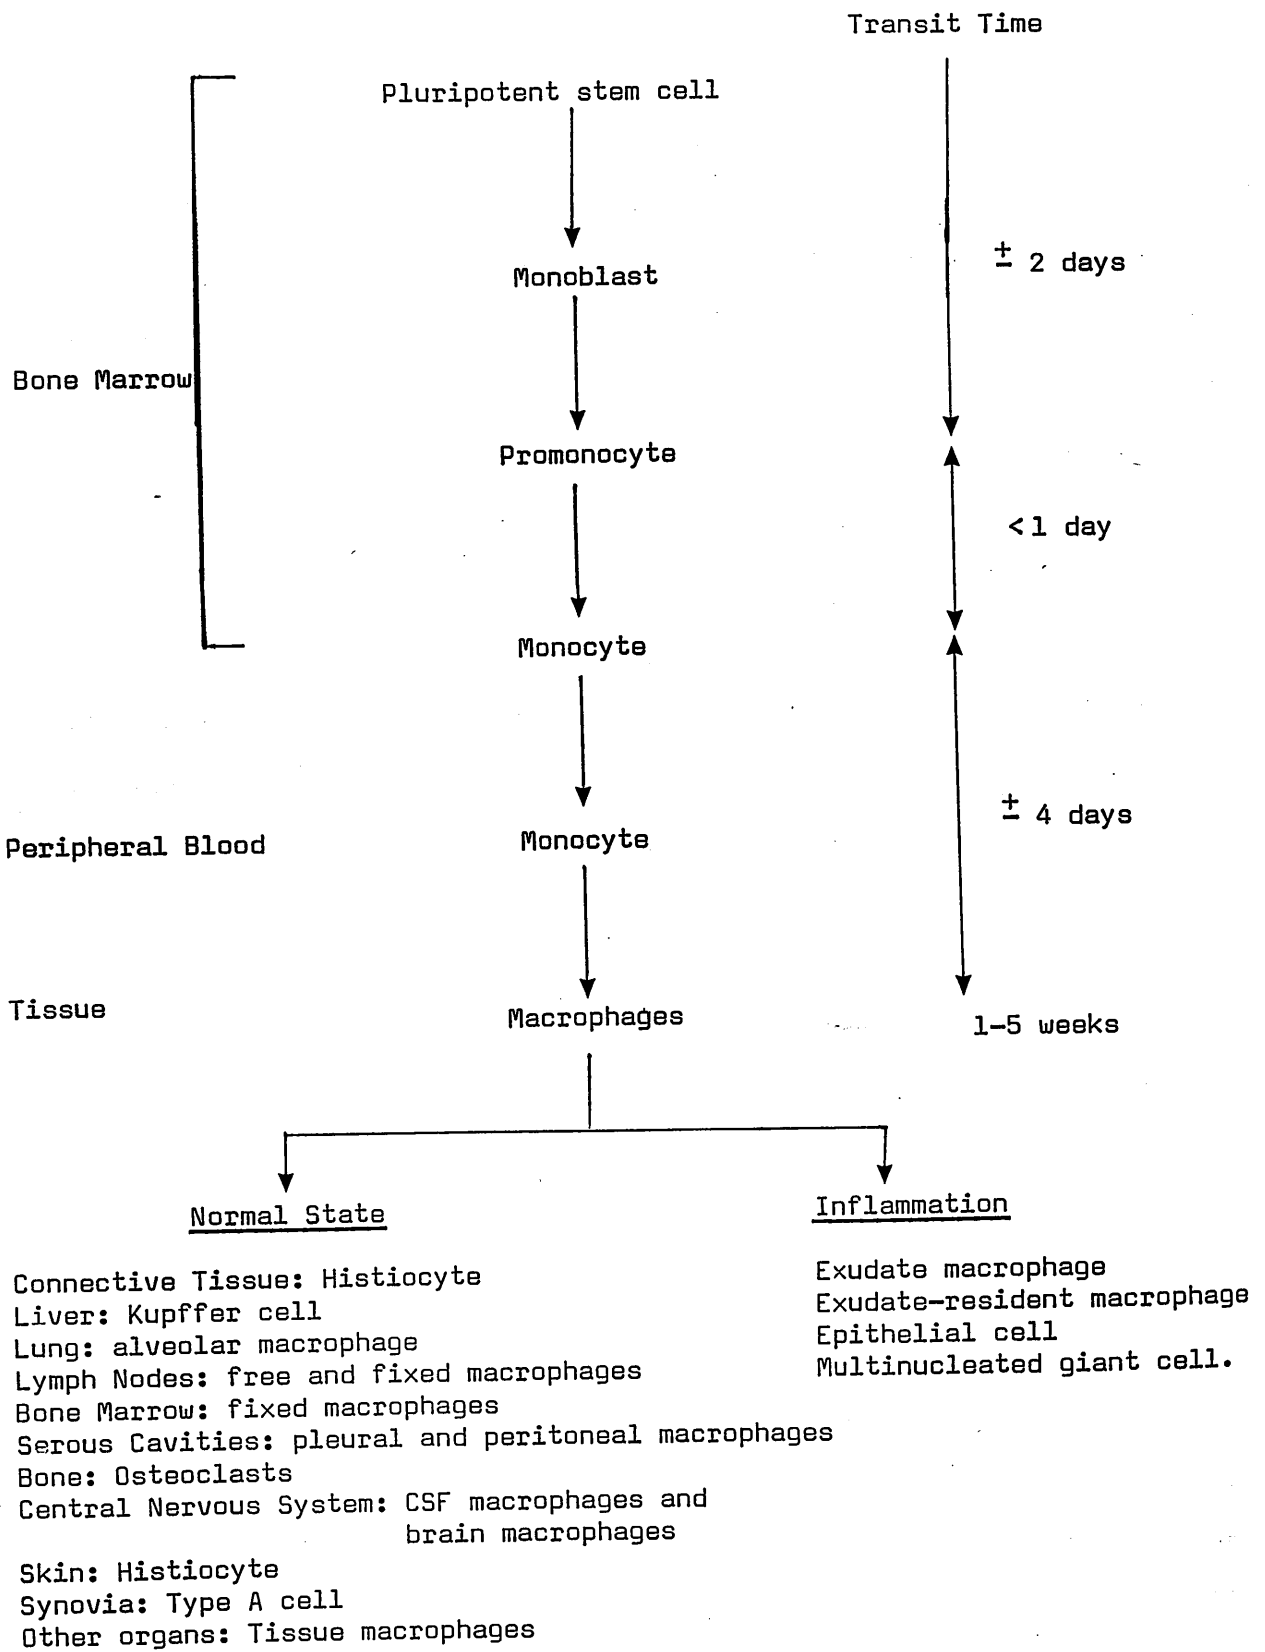 Transit Time
Pluripotent stem cell
± 2 days
Monoblast
Bone Marrow
Promonocyte
<1 day
Monocyte
± 4 days
Peripheral Blood
Monocyte
Tissue
Macrophages
1-5 weeks
Normal State
Connective Tissue: Histiocyte
Liver: Kupffer cell
Lung: alveolar macrophage
Lymph Nodes: free and fixed macrophages
Bone Marrow: fixed macrophages
Serous Cavities: pleural and peritoneal macrophages
Bone: Osteoclasts
Central Nervous System: CSF macrophages and
brain macrophages
Skin: Histiocyte
Synovia: Type A cell
Other organs: Tissue macrophages
Inflammation
Exudate macrophage
Exudate-resident macrophage
Epithelial cell
Multinucleated giant cell.